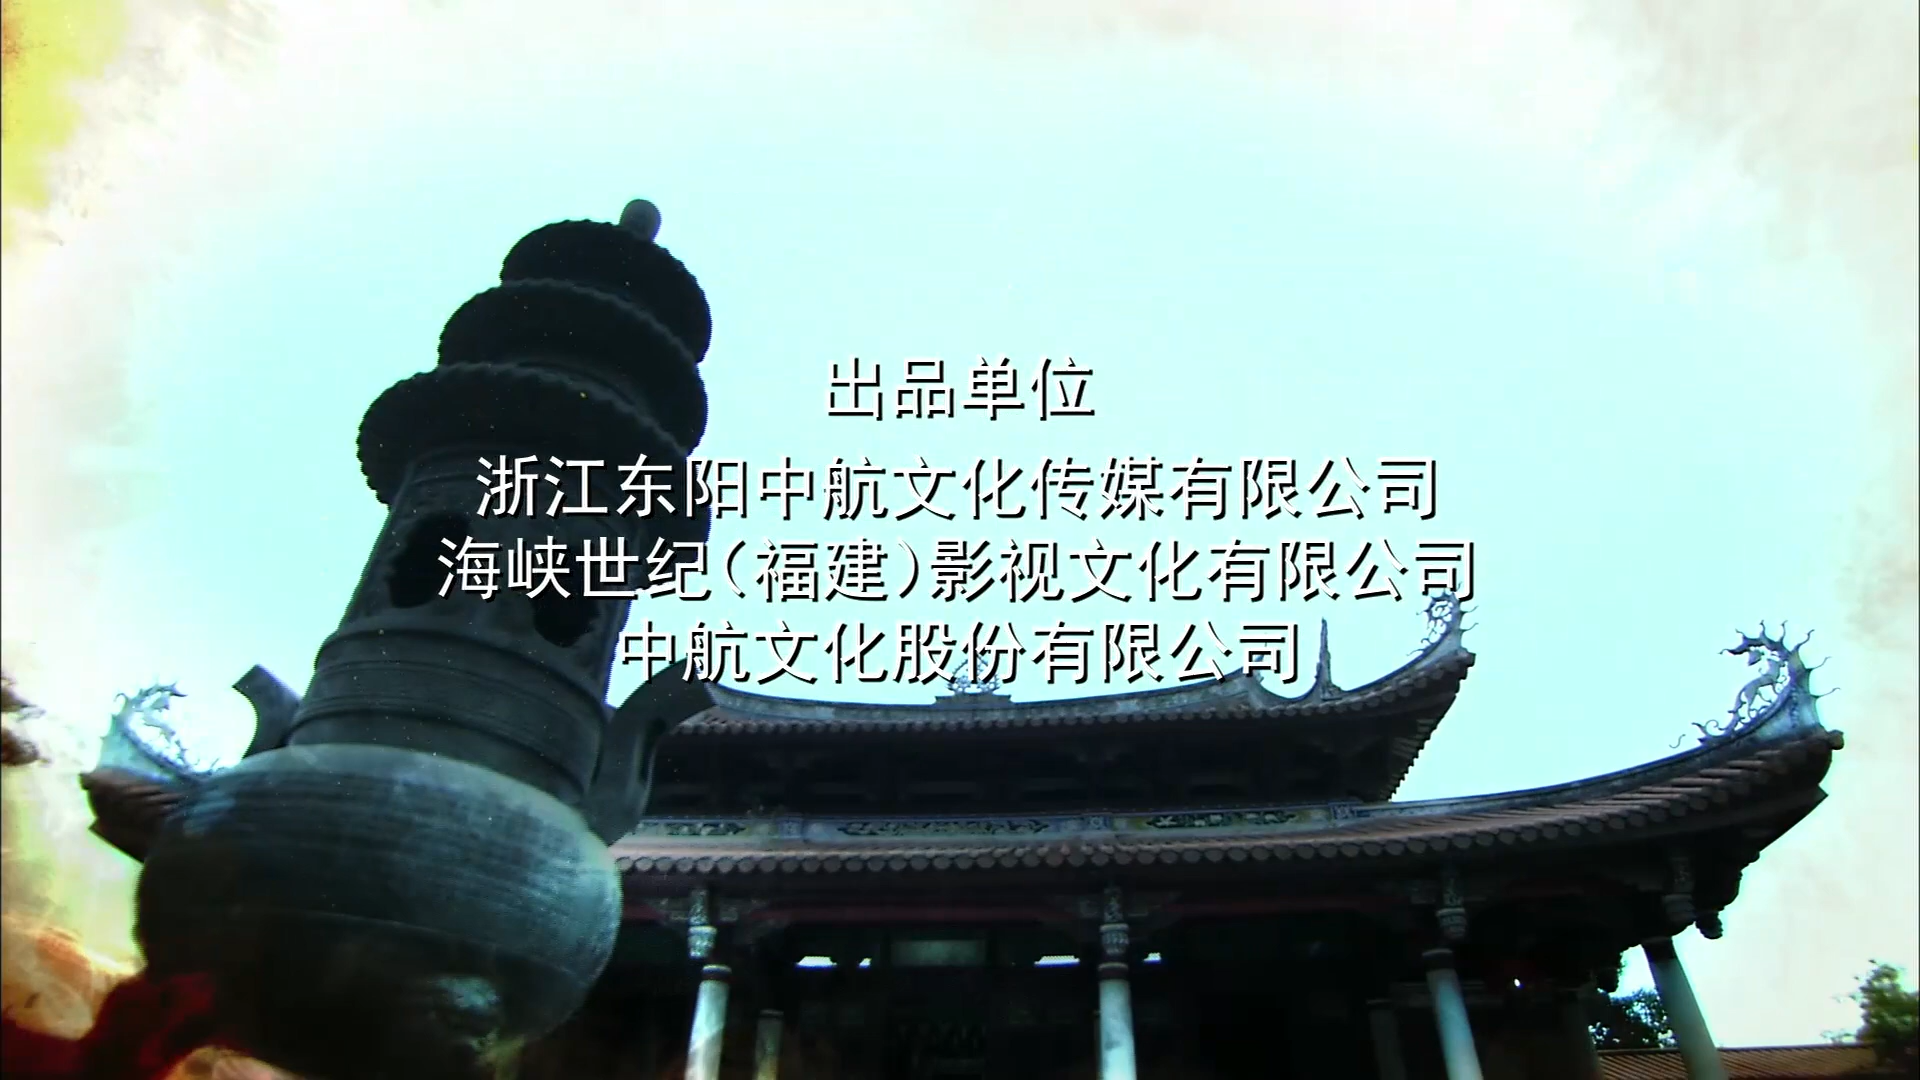 出品单位
浙江东阳中航文化传媒有限公司
海峡世纪(福建)影视文化有限公司
中航文化股份有限公司